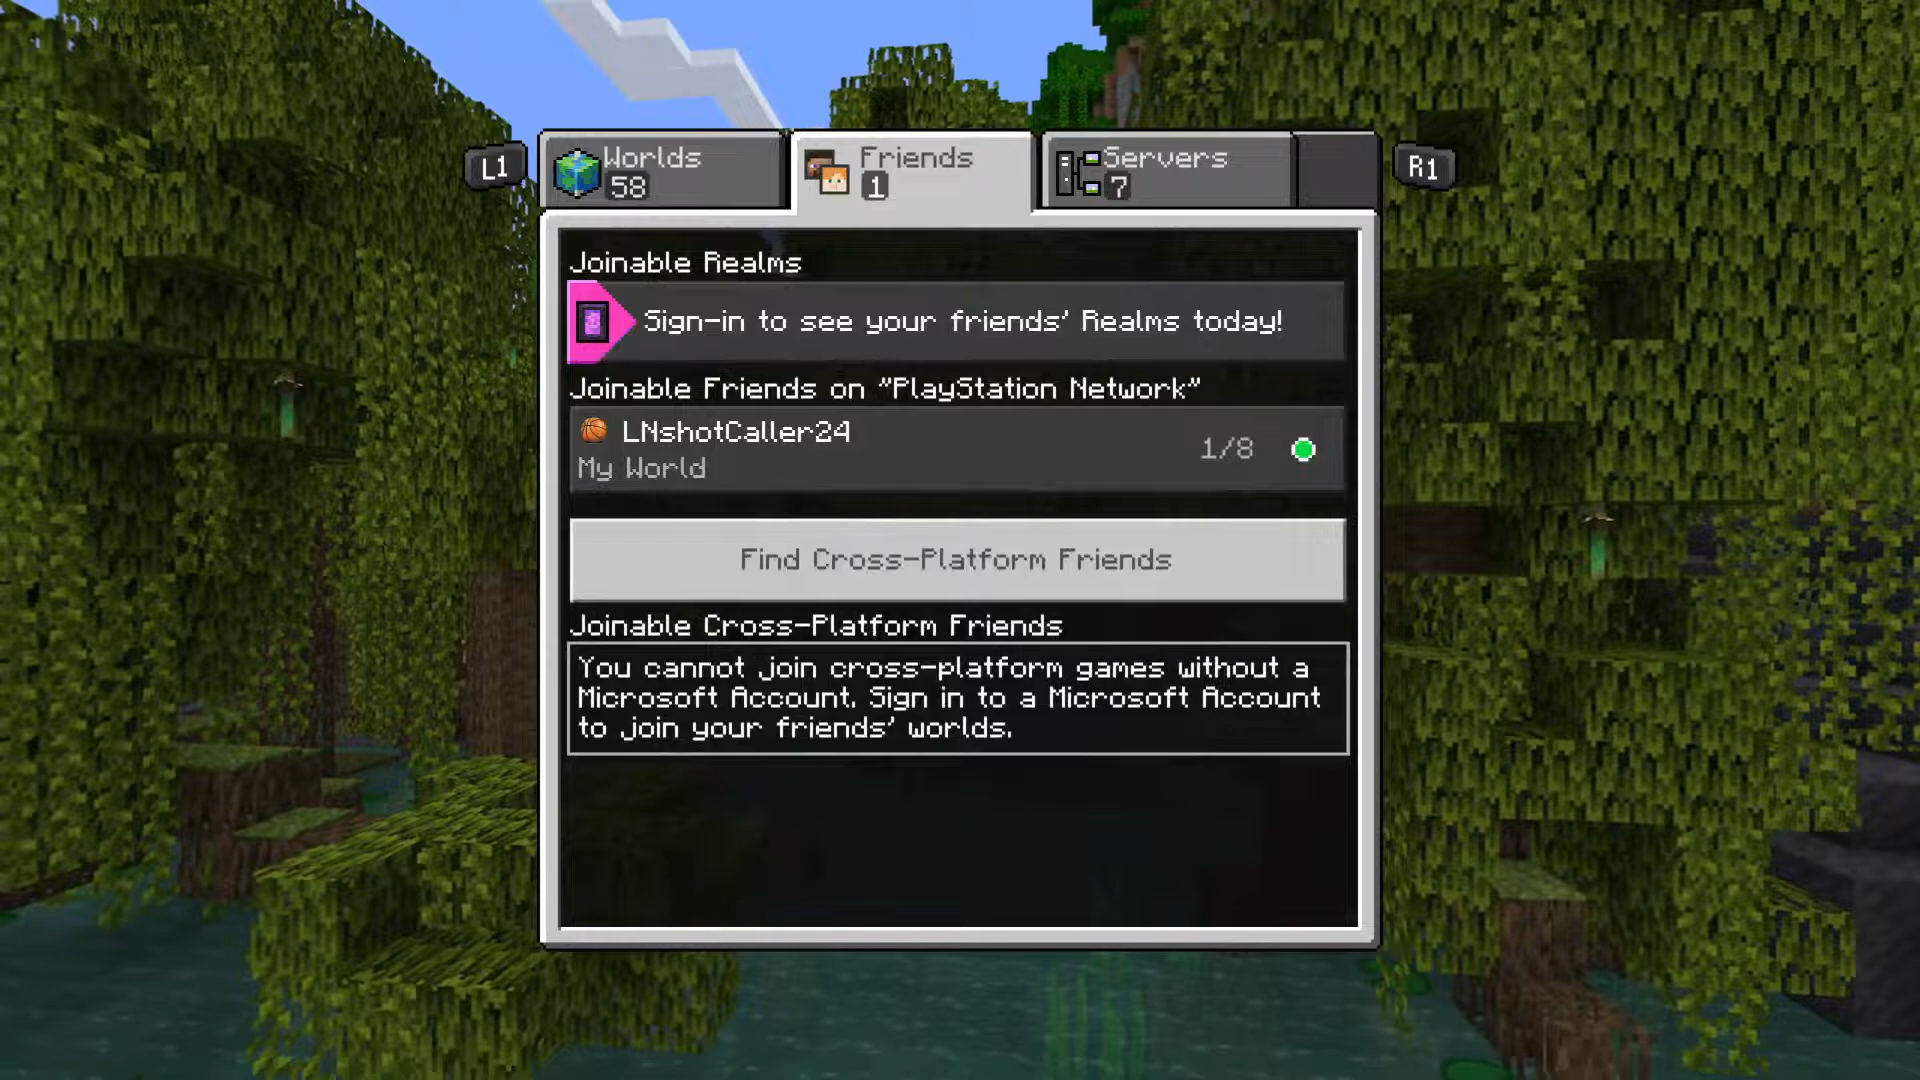 L1
Worlds
58
Friends
1
Servers
7
R1
Joinable Realms
Sign-in to see your friends' Realms today!
Joinable Friends on "PlayStation Network"
LNshotCaller24
My World
1/8
Find Cross-Platform Friends
Joinable Cross-Platform Friends
You cannot join cross-platform games without a
Microsoft Account. Sign in to a Microsoft Account
to join your friends' worlds.